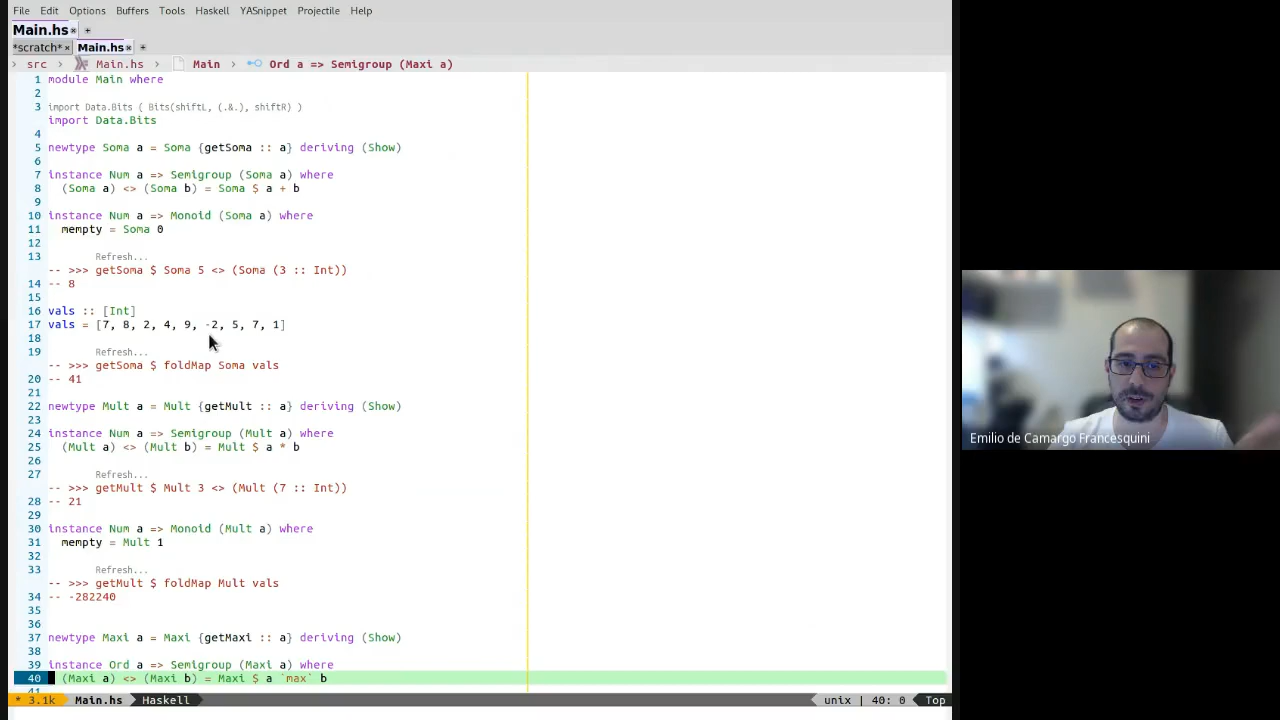 File Edit Options Buffers Tools Haskell YASnippet Projectile Help
Main.hs× +
*scratch*× Main.hs× +
› src › Main.hs › Main › Ord a => Semigroup (Maxi a)
1 module Main where
2
3 import Data.Bits ( Bits(shiftL, (.&.), shiftR) )
import Data.Bits
4
5 newtype Soma a = Soma {getSoma :: a} deriving (Show)
6
7 instance Num a => Semigroup (Soma a) where
8 (Soma a) <> (Soma b) = Soma $ a + b
9
10 instance Num a => Monoid (Soma a) where
11 mempty = Soma 0
12
13 Refresh...
-- >>> getSoma $ Soma 5 <> (Soma (3 :: Int))
14 -- 8
15
16 vals :: [Int]
17 vals = [7, 8, 2, 4, 9, -2, 5, 7, 1]
18
19 Refresh...
-- >>> getSoma $ foldMap Soma vals
20 -- 41
21
22 newtype Mult a = Mult {getMult :: a} deriving (Show)
23
24 instance Num a => Semigroup (Mult a) where
25 (Mult a) <> (Mult b) = Mult $ a * b
26
27 Refresh...
-- >>> getMult $ Mult 3 <> (Mult (7 :: Int))
28 -- 21
29
30 instance Num a => Monoid (Mult a) where
31 mempty = Mult 1
32
33 Refresh...
-- >>> getMult $ foldMap Mult vals
34 -- -282240
35
36
37 newtype Maxi a = Maxi {getMaxi :: a} deriving (Show)
38
39 instance Ord a => Semigroup (Maxi a) where
40 (Maxi a) <> (Maxi b) = Maxi $ a `max` b
41
* 3.1k Main.hs Haskell unix | 40: 0 Top
Emilio de Camargo Francesquini